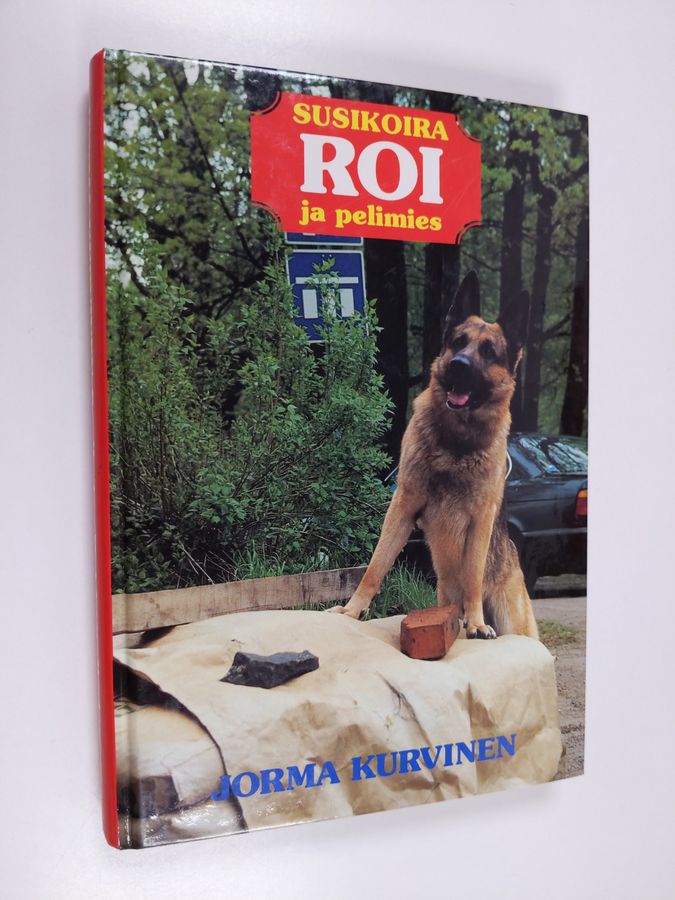 SUSIKOIRA
ROI
ja pelimies
JORMA KURVINEN